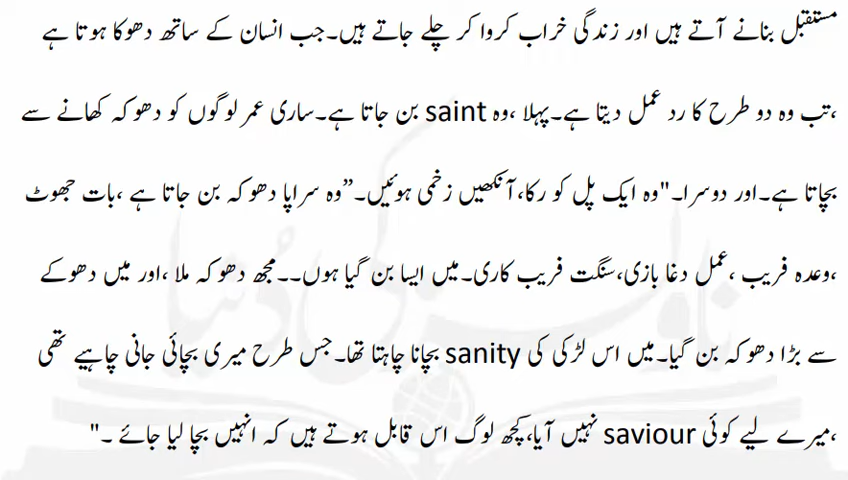 مستقبل بنانے آتے ہیں اور زندگی خراب کروا کر چلے جاتے ہیں۔جب انسان کے ساتھ دھوکا ہوتا ہے
،تب وہ دو طرح کا رد عمل دیتا ہے۔پہلا ،وہ saint بن جاتا ہے۔ساری عمر لوگوں کو دھوکہ کھانے سے
بچاتا ہے۔اور دوسرا۔"وہ ایک پل کو رکا،آنکھیں زخمی ہوئیں۔”وہ سراپا دھوکہ بن جاتا ہے ،بات جھوٹ
،وعدہ فریب ،عمل دغا بازی،سنگت فریب کاری۔میں ایسا بن گیا ہوں۔۔مجھ دھوکہ ملا ،اور میں دھوکے
سے بڑا دھوکہ بن گیا۔میں اس لڑکی کی sanity بچانا چاہتا تھا۔جس طرح میری بچائی جانی چاہیے تھی
،میرے لیے کوئی saviour نہیں آیا،کچھ لوگ اس قابل ہوتے ہیں کہ انہیں بچا لیا جائے ۔"
ناولز کی دُنیا